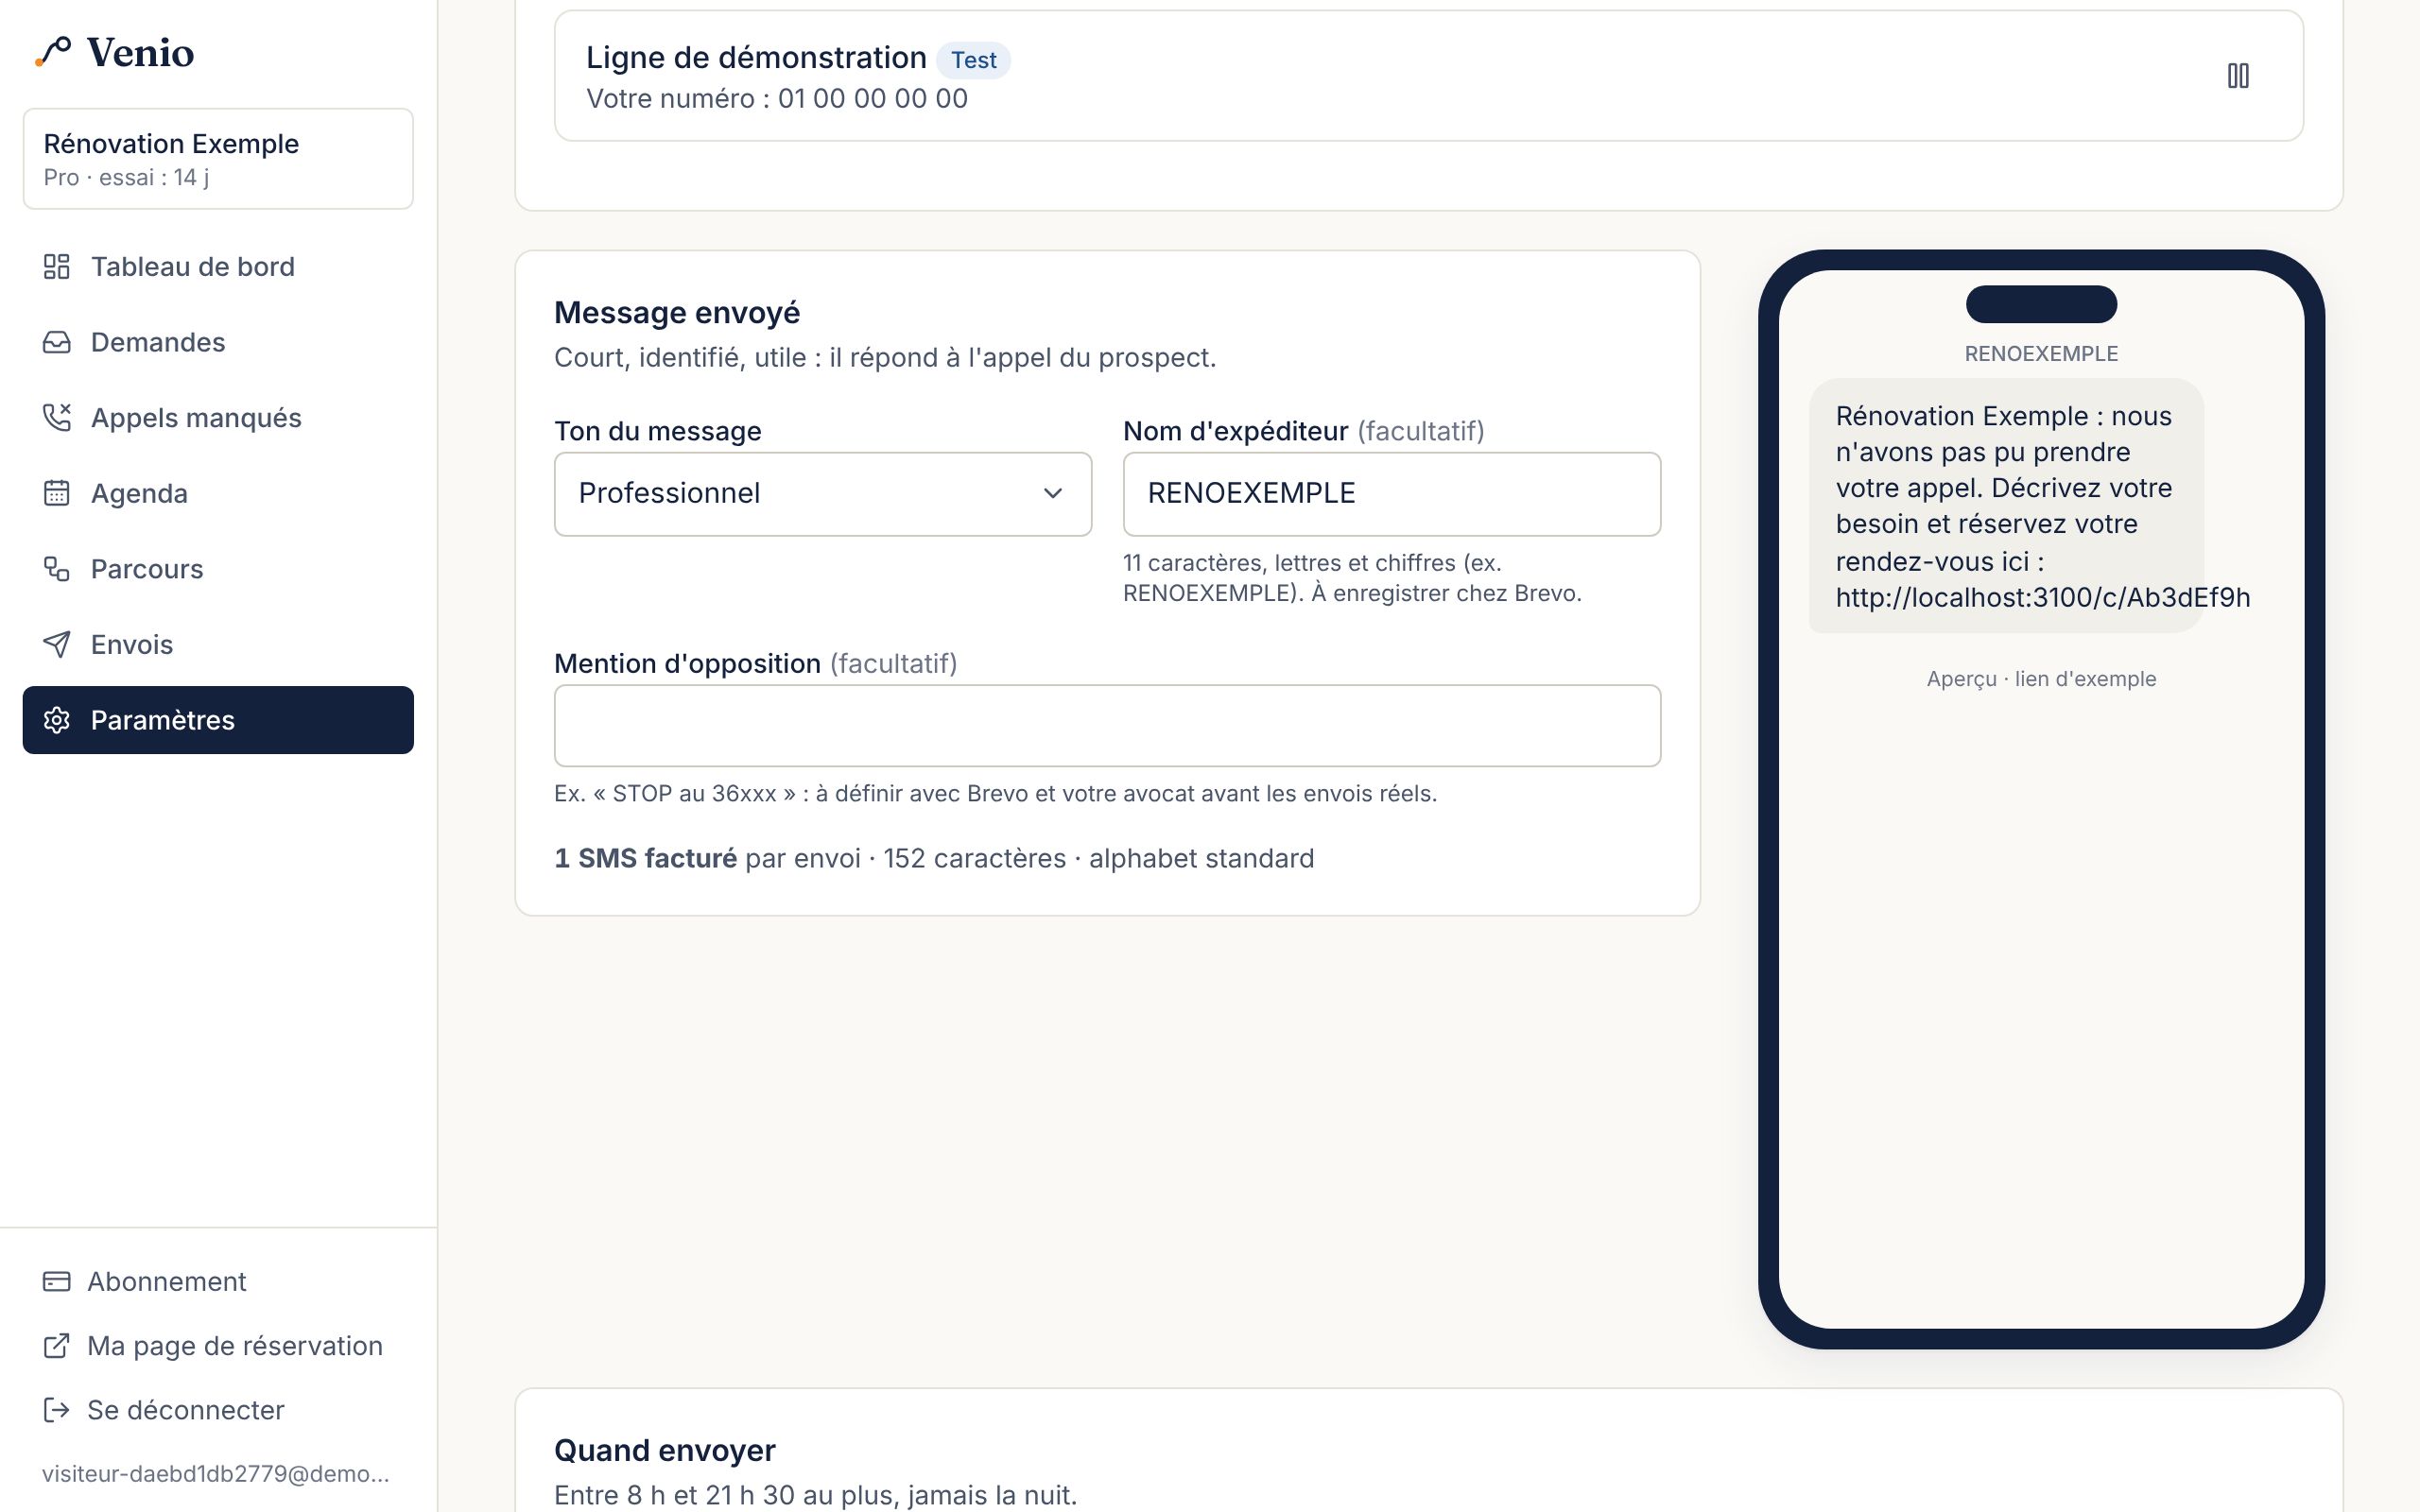 Venio
Rénovation Exemple
Pro · essai : 14 j
Tableau de bord
Demandes
Appels manqués
Agenda
Parcours
Envois
Paramètres
Abonnement
Ma page de réservation
Se déconnecter
visiteur-daebd1db2779@demo...
Ligne de démonstration Test
Votre numéro : 01 00 00 00 00
Message envoyé
Court, identifié, utile : il répond à l'appel du prospect.
Ton du message
Professionnel
Nom d'expéditeur (facultatif)
RENOEXEMPLE
11 caractères, lettres et chiffres (ex.
RENOEXEMPLE). À enregistrer chez Brevo.
Mention d'opposition (facultatif)
Ex. « STOP au 36xxx » : à définir avec Brevo et votre avocat avant les envois réels.
1 SMS facturé par envoi · 152 caractères · alphabet standard
RENOEXEMPLE
Rénovation Exemple : nous
n'avons pas pu prendre
votre appel. Décrivez votre
besoin et réservez votre
rendez-vous ici :
http://localhost:3100/c/Ab3dEf9h
Aperçu · lien d'exemple
Quand envoyer
Entre 8 h et 21 h 30 au plus, jamais la nuit.